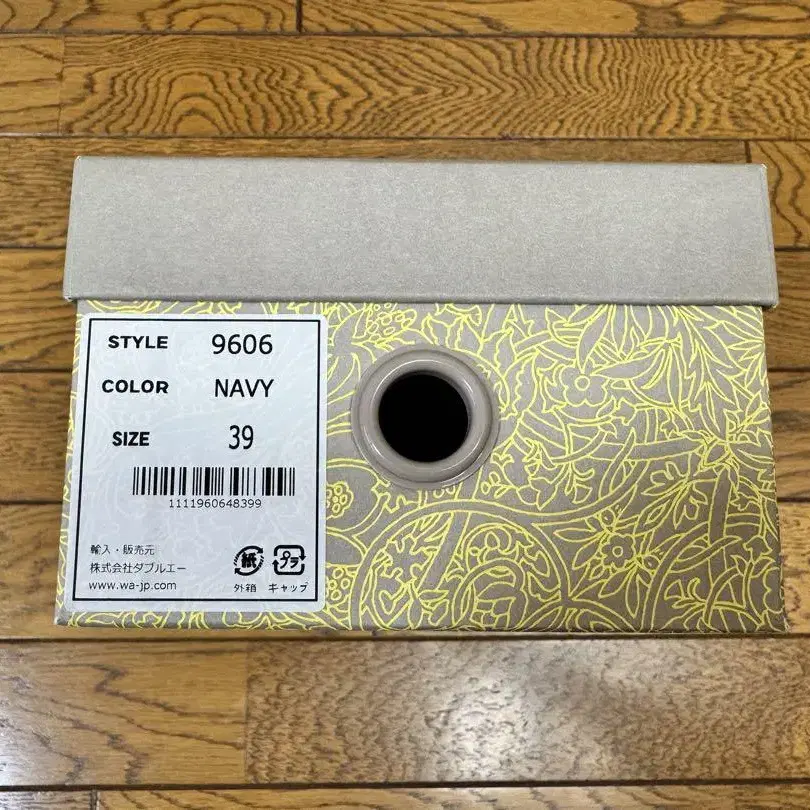 STYLE 9606
COLOR NAVY
SIZE 39
1111960648399
輸入・販売元
株式会社ダブルエー
www.wa-jp.com
紙 プラ
外箱 キャップ